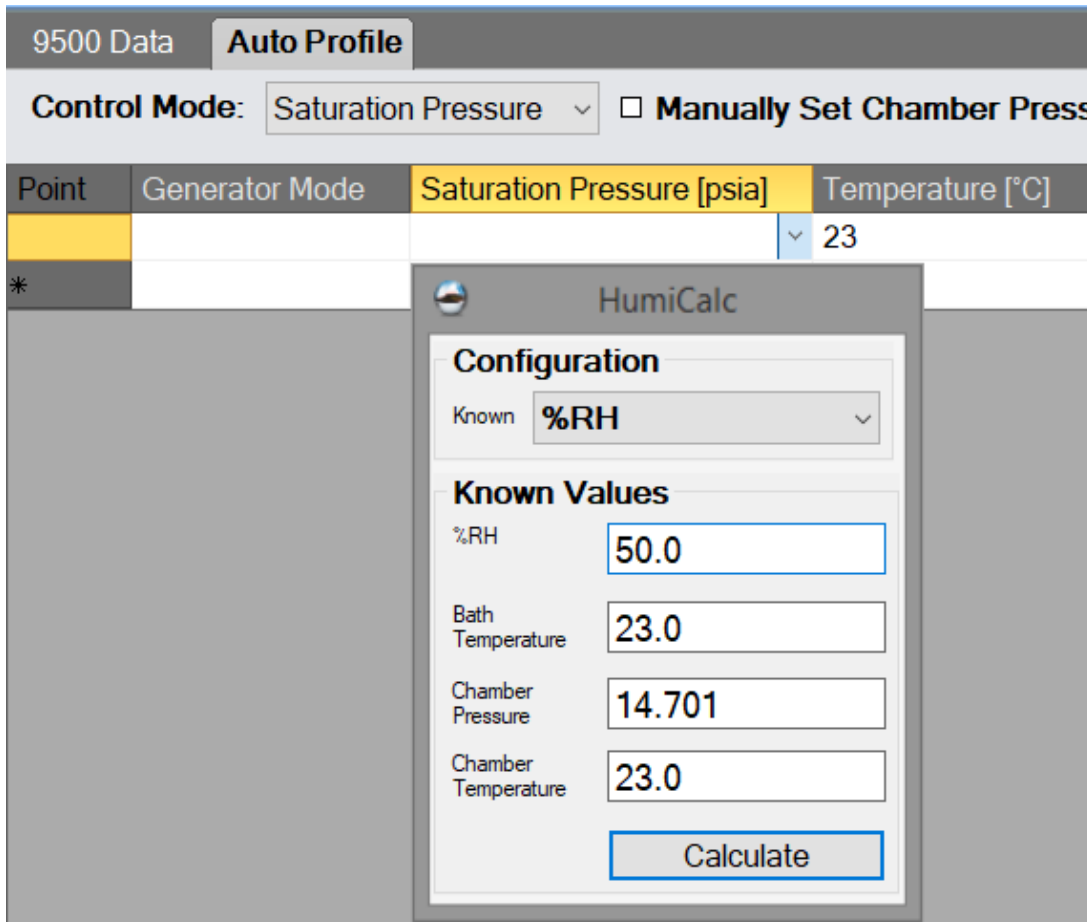 9500 Data Auto Profile
Control Mode: Saturation Pressure Manually Set Chamber Press
Point Generator Mode Saturation Pressure [psia] Temperature [°C]
23
*
HumiCalc
Configuration
Known %RH
Known Values
%RH 50.0
Bath
Temperature 23.0
Chamber
Pressure 14.701
Chamber
Temperature 23.0
Calculate